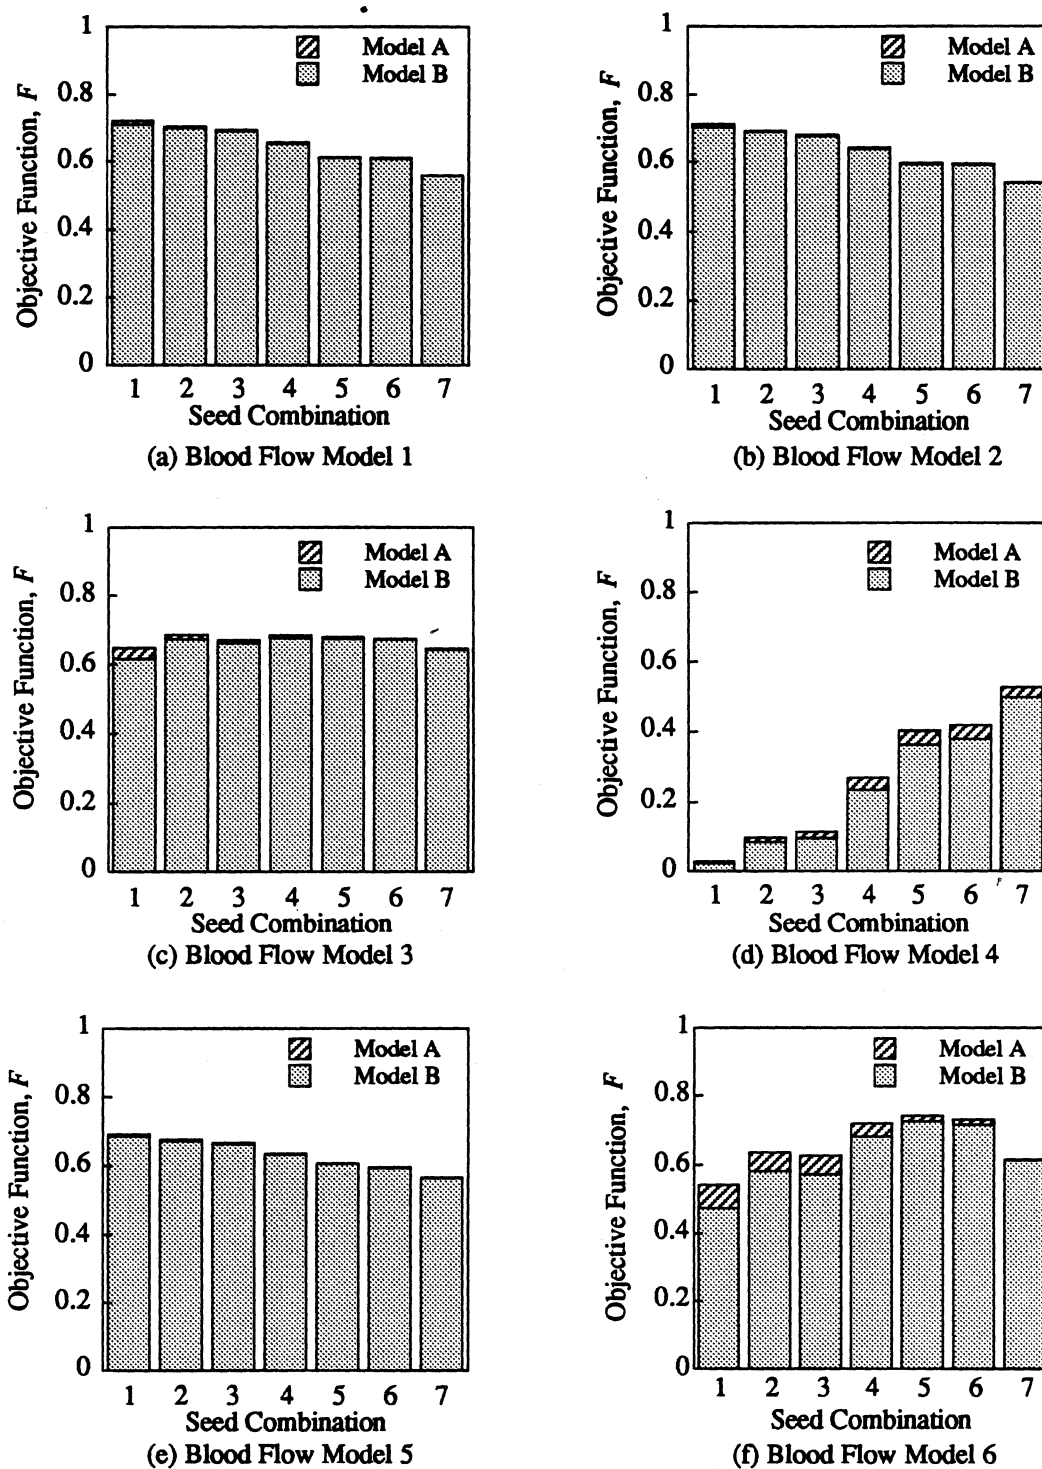 1
0.8
0.6
0.4
0.2
0
Objective Function, F
Model A
Model B
1 2 3 4 5 6 7
Seed Combination
(a) Blood Flow Model 1
1
0.8
0.6
0.4
0.2
0
Objective Function, F
Model A
Model B
1 2 3 4 5 6 7
Seed Combination
(b) Blood Flow Model 2
1
0.8
0.6
0.4
0.2
0
Objective Function, F
Model A
Model B
1 2 3 4 5 6 7
Seed Combination
(c) Blood Flow Model 3
1
0.8
0.6
0.4
0.2
0
Objective Function, F
Model A
Model B
1 2 3 4 5 6 7
Seed Combination
(d) Blood Flow Model 4
1
0.8
0.6
0.4
0.2
0
Objective Function, F
Model A
Model B
1 2 3 4 5 6 7
Seed Combination
(e) Blood Flow Model 5
1
0.8
0.6
0.4
0.2
0
Objective Function, F
Model A
Model B
1 2 3 4 5 6 7
Seed Combination
(f) Blood Flow Model 6